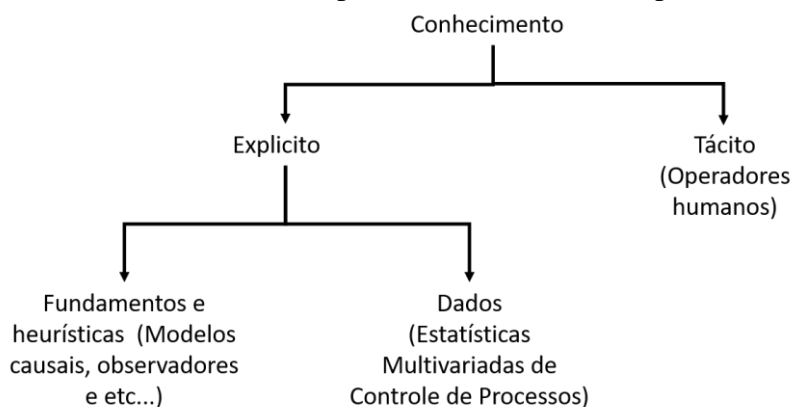 Conhecimento
Explicito
Tácito
(Operadores
humanos)
Fundamentos e
heurísticas (Modelos
causais, observadores
e etc...)
Dados
(Estatísticas
Multivariadas de
Controle de Processos)